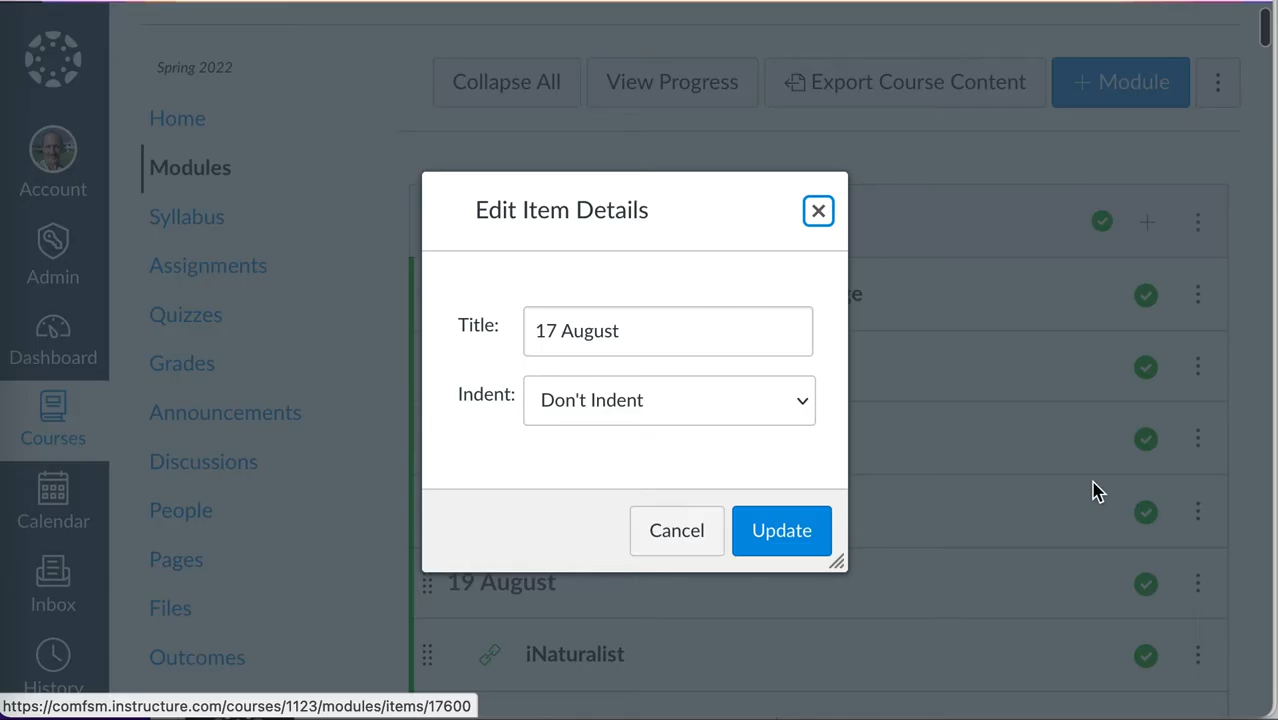 Spring 2022
Collapse All
View Progress
Export Course Content
+ Module
Home
Modules
Syllabus
Assignments
Quizzes
Grades
Announcements
Discussions
People
Pages
Files
Outcomes
Account
Admin
Dashboard
Courses
Calendar
Inbox
History
Edit Item Details
Title:
17 August
Indent:
Don't Indent
Cancel
Update
ge
19 August
iNaturalist
https://comfsm.instructure.com/courses/1123/modules/items/17600